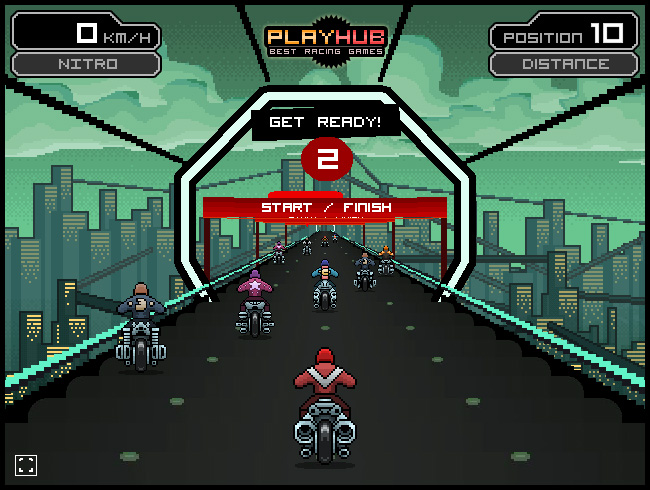 0 KM/H
NITRO
PLAYHUB
BEST RACING GAMES
POSITION 10
DISTANCE
GET READY!
2
START / FINISH